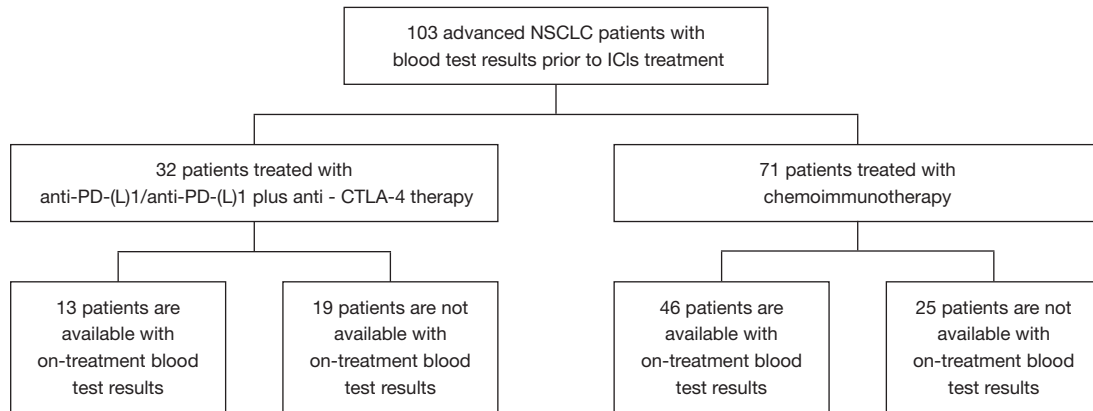 103 advanced NSCLC patients with
blood test results prior to ICIs treatment
32 patients treated with
anti-PD-(L)1/anti-PD-(L)1 plus anti - CTLA-4 therapy
71 patients treated with
chemoimmunotherapy
13 patients are
available with
on-treatment blood
test results
19 patients are not
available with
on-treatment blood
test results
46 patients are
available with
on-treatment blood
test results
25 patients are not
available with
on-treatment blood
test results